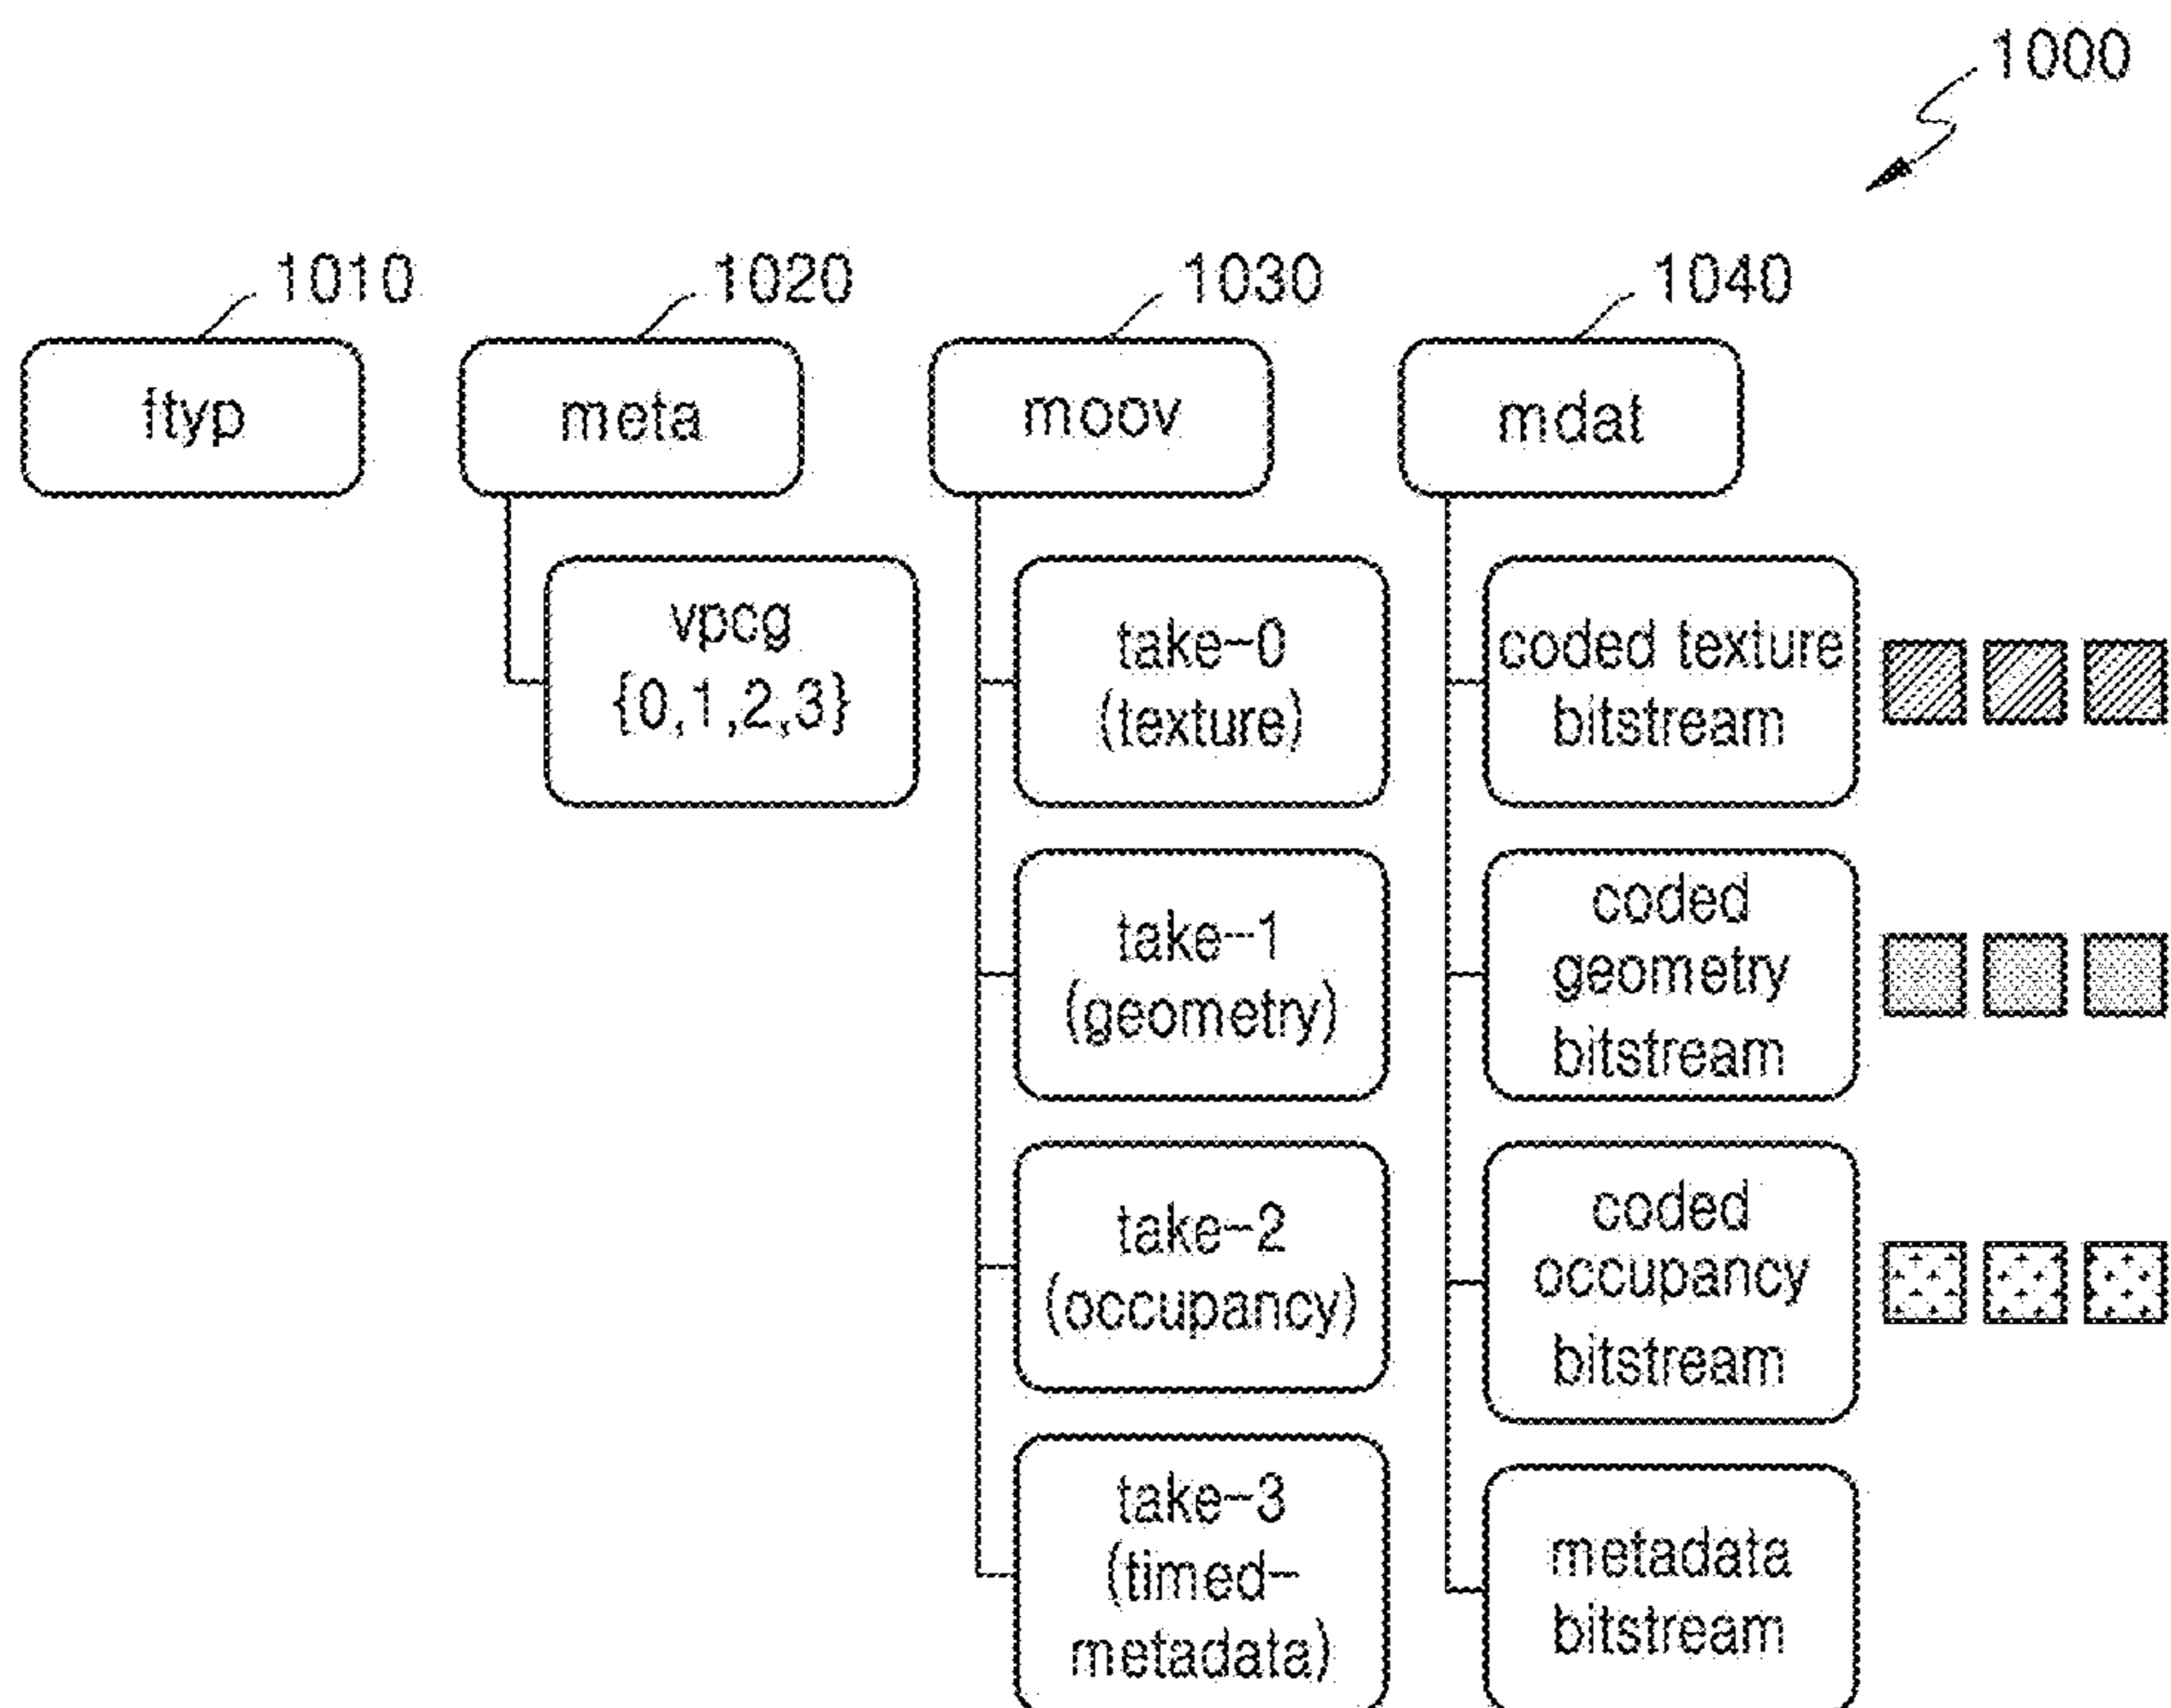 1000
1010
1020
1030
1040
ftyp
meta
moov
mdat
vpcg
{0,1,2,3}
take-0
(texture)
coded texture
bitstream
take-1
(geometry)
coded
geometry
bitstream
take-2
(occupancy)
coded
occupancy
bitstream
take-3
(timed-
metadata)
metadata
bitstream